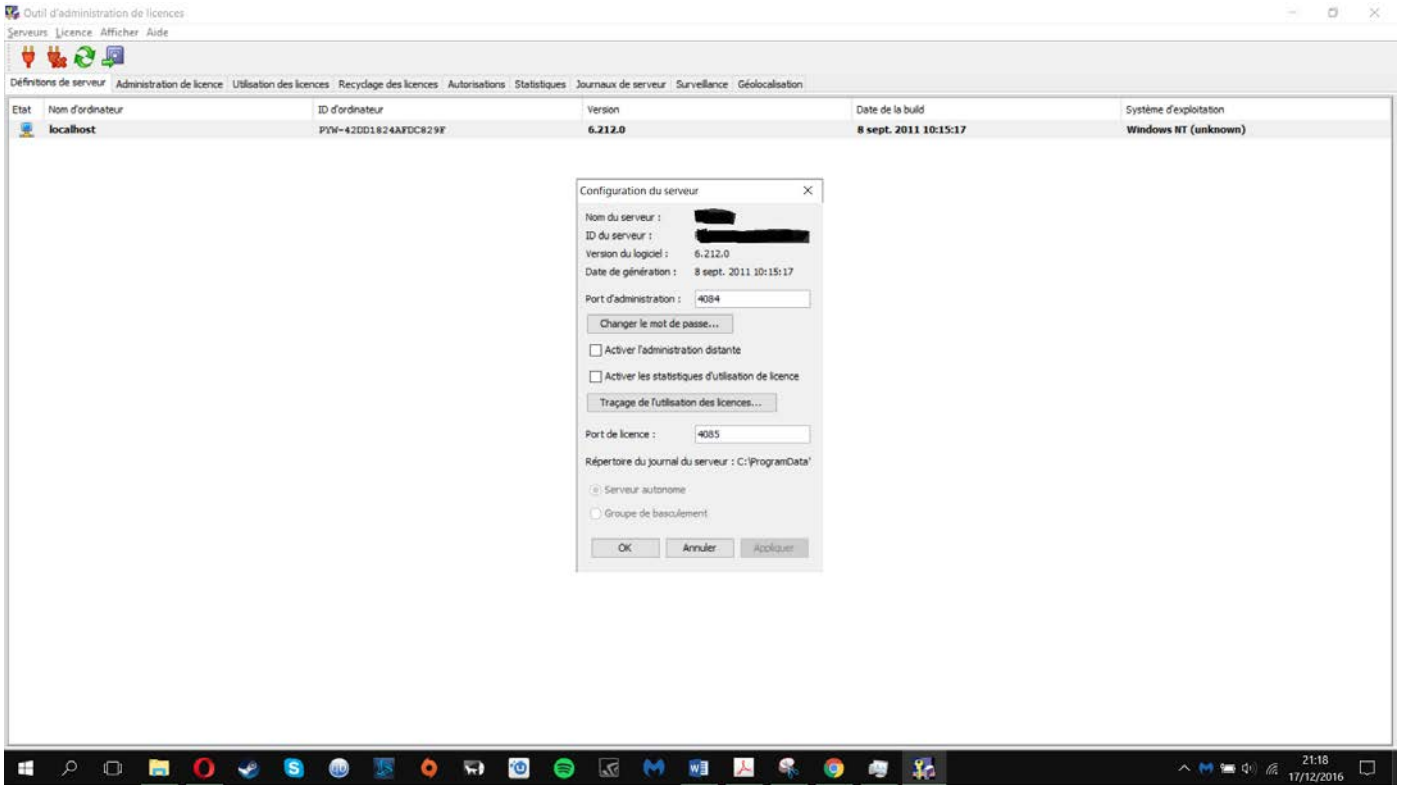 Outil d'administration de licences
Serveurs Licence Afficher Aide
Définitions de serveur Administration de licence Utilisation des licences Recyclage des licences Autorisations Statistiques Journaux de serveur Surveillance Géolocalisation
Etat Nom d'ordinateur ID d'ordinateur Version Date de la build Système d'exploitation
localhost PYW-42DD1824AFDC829F 6.212.0 8 sept. 2011 10:15:17 Windows NT (unknown)
Configuration du serveur
Nom du serveur :
ID du serveur :
Version du logiciel : 6.212.0
Date de génération : 8 sept. 2011 10:15:17
Port d'administration : 4084
Changer le mot de passe...
Activer l'administration distante
Activer les statistiques d'utilisation de licence
Traçage de l'utilisation des licences...
Port de licence : 4085
Répertoire du journal du serveur : C:\ProgramData'
Serveur autonome
Groupe de basculement
OK Annuler Appliquer
21:18
17/12/2016